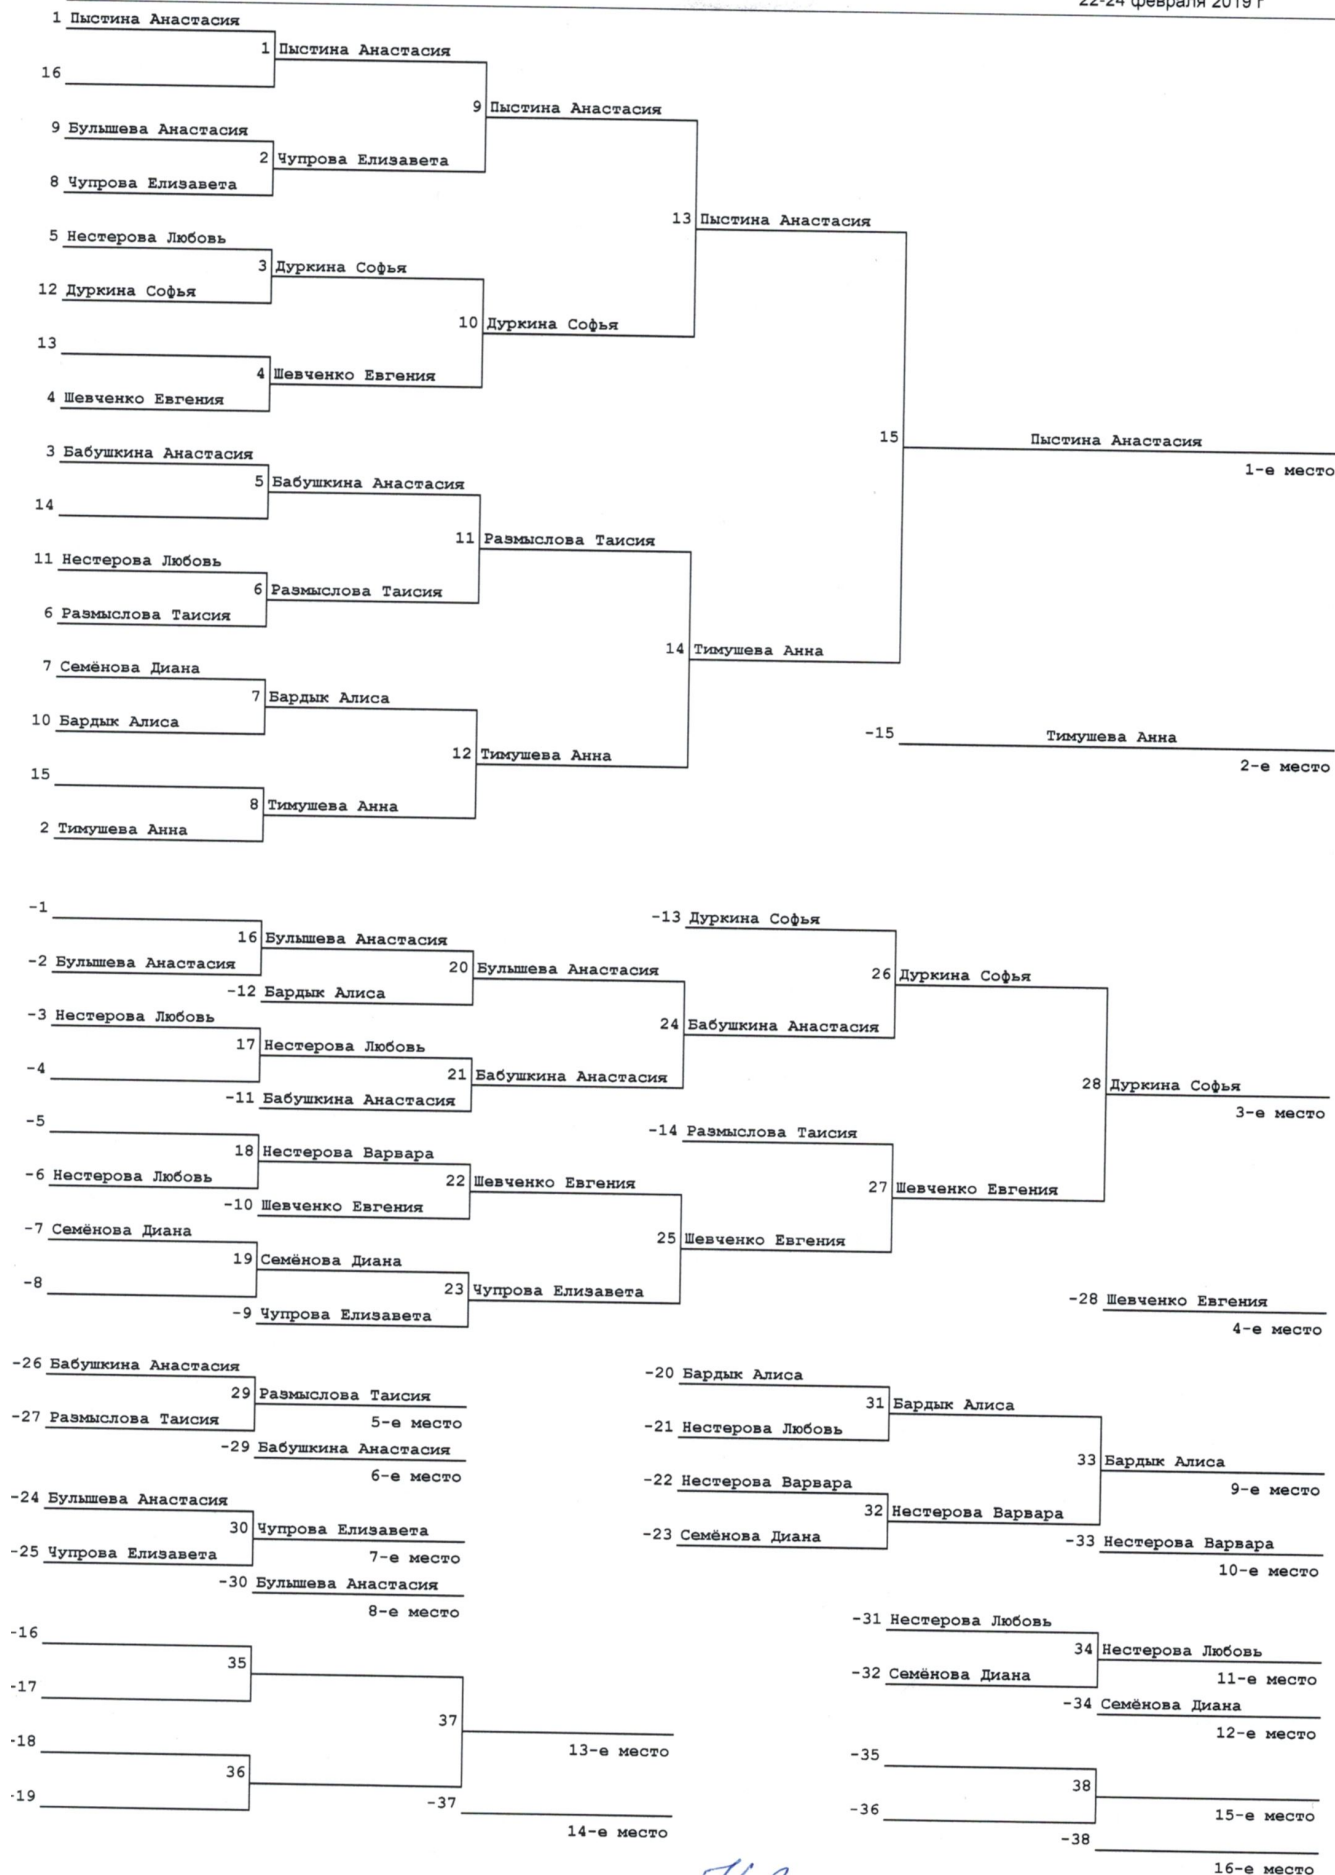 22-24 февраля 2019 г
1 Пыстина Анастасия
1 Пыстина Анастасия
16
9 Пыстина Анастасия
9 Булышева Анастасия
2 Чупрова Елизавета
8 Чупрова Елизавета
13 Пыстина Анастасия
5 Нестерова Любовь
3 Дуркина Софья
12 Дуркина Софья
10 Дуркина Софья
13
4 Шевченко Евгения
4 Шевченко Евгения
15 Пыстина Анастасия
1-е место
3 Бабушкина Анастасия
5 Бабушкина Анастасия
14
11 Размыслова Таисия
11 Нестерова Любовь
6 Размыслова Таисия
6 Размыслова Таисия
14 Тимушева Анна
7 Семёнова Диана
7 Бардык Алиса
10 Бардык Алиса
12 Тимушева Анна
-15 Тимушева Анна
2-е место
15
8 Тимушева Анна
2 Тимушева Анна
-1
16 Булышева Анастасия
-2 Булышева Анастасия
20 Булышева Анастасия
-12 Бардык Алиса
-3 Нестерова Любовь
17 Нестерова Любовь
-4
21 Бабушкина Анастасия
-11 Бабушкина Анастасия
24 Бабушкина Анастасия
-13 Дуркина Софья
26 Дуркина Софья
28 Дуркина Софья
3-е место
-5
18 Нестерова Варвара
-6 Нестерова Любовь
22 Шевченко Евгения
-10 Шевченко Евгения
-7 Семёнова Диана
19 Семёнова Диана
-8
23 Чупрова Елизавета
-9 Чупрова Елизавета
25 Шевченко Евгения
-14 Размыслова Таисия
27 Шевченко Евгения
-28 Шевченко Евгения
4-е место
-26 Бабушкина Анастасия
29 Размыслова Таисия
5-е место
-27 Размыслова Таисия
-29 Бабушкина Анастасия
6-е место
-24 Булышева Анастасия
30 Чупрова Елизавета
7-е место
-25 Чупрова Елизавета
-30 Булышева Анастасия
8-е место
-20 Бардык Алиса
31 Бардык Алиса
-21 Нестерова Любовь
33 Бардык Алиса
9-е место
-22 Нестерова Варвара
32 Нестерова Варвара
-23 Семёнова Диана
-33 Нестерова Варвара
10-е место
-31 Нестерова Любовь
34 Нестерова Любовь
11-е место
-32 Семёнова Диана
-34 Семёнова Диана
12-е место
-16
35
-17
37
13-е место
-18
36
-19
-37
14-е место
-35
38
15-е место
-36
-38
16-е место